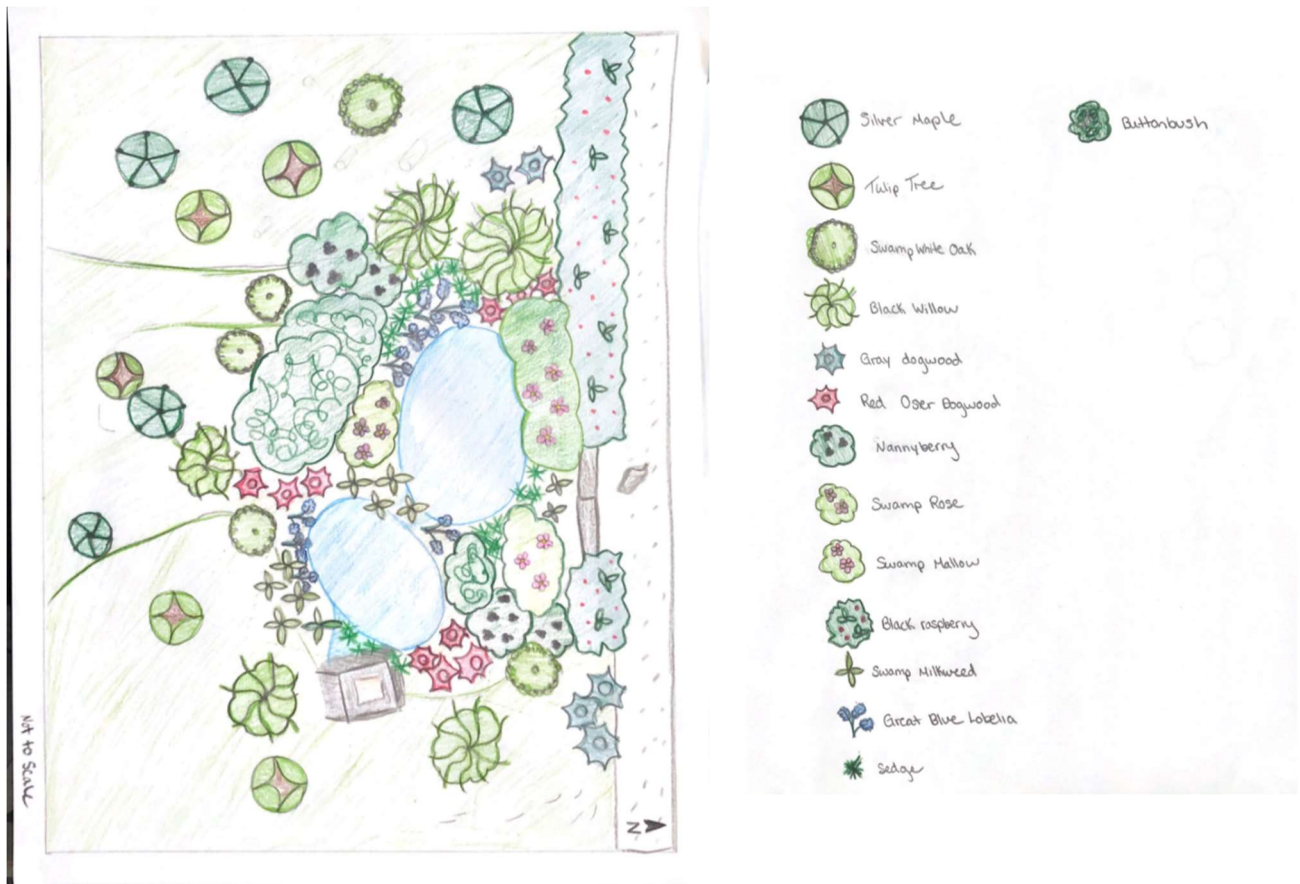 Silver Maple
Tulip Tree
Swamp White Oak
Black Willow
Gray dogwood
Red Osier Dogwood
Nannyberry
Swamp Rose
Swamp Mallow
Black raspberry
Swamp Milkweed
Great Blue Lobelia
Sedge
Buttonbush
Not to Scale
N